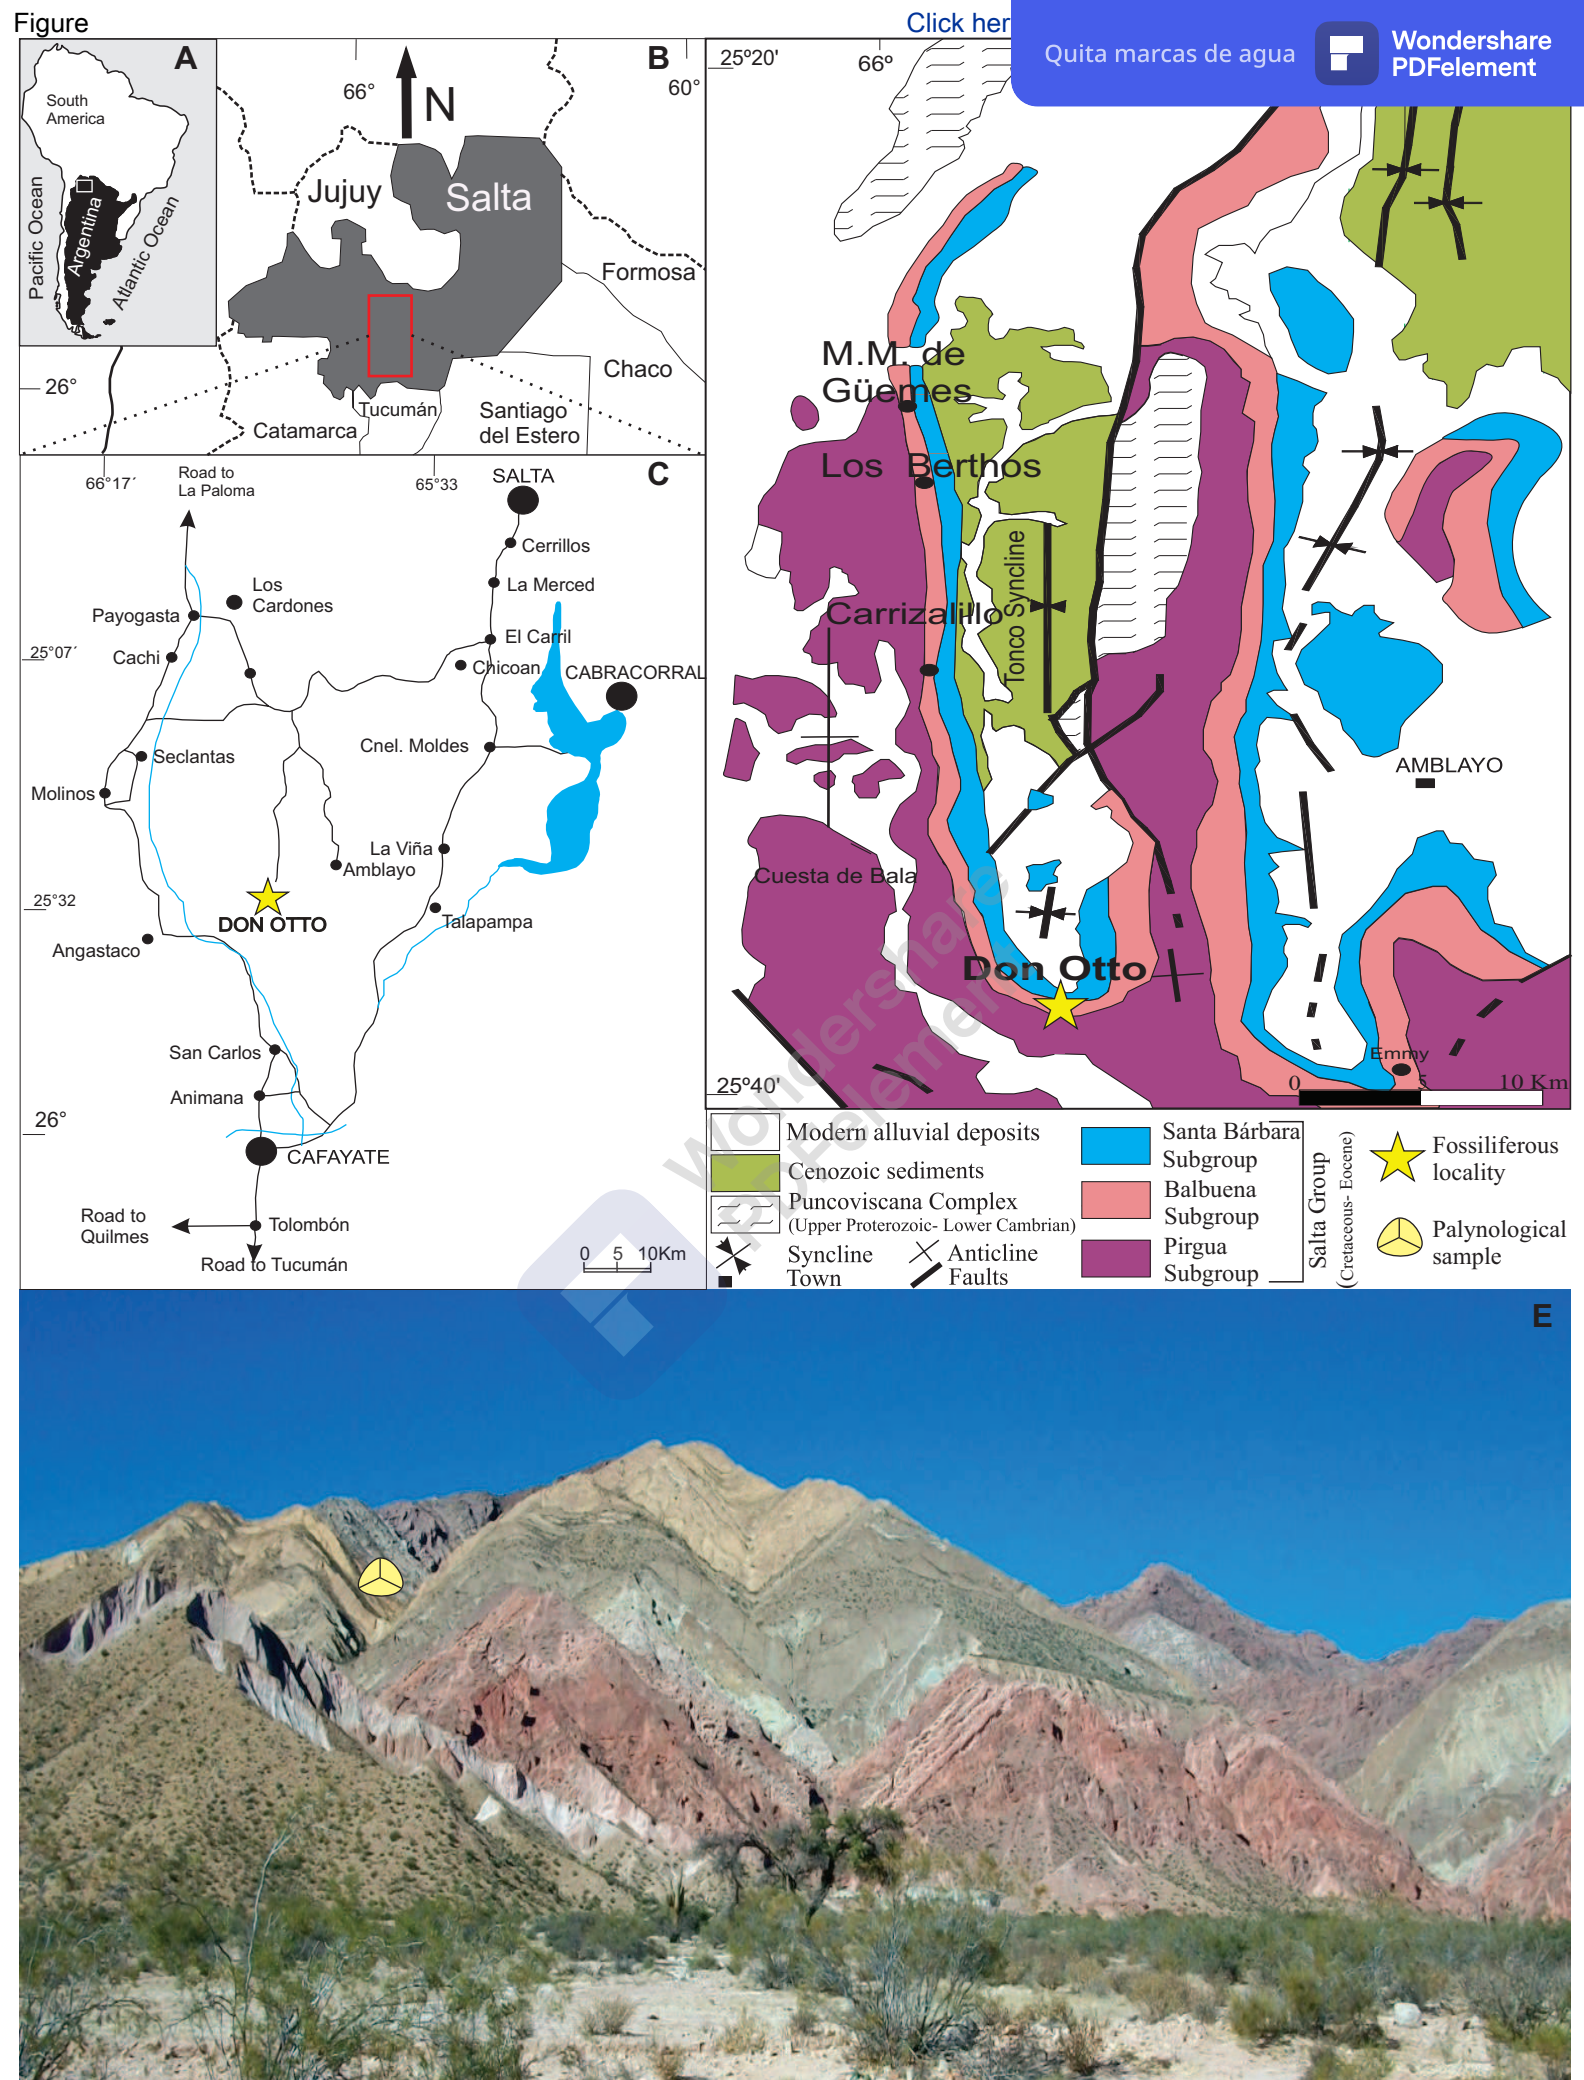 Figure
Click her
Quita marcas de agua
Wondershare
PDFelement
A
South
America
Pacific Ocean
Argentina
Atlantic Ocean
B
66°
60°
N
Jujuy
Salta
Formosa
Chaco
26°
Tucumán
Catamarca
Santiago
del Estero
C
66°17´
Road to
La Paloma
65°33
SALTA
Cerrillos
La Merced
Los
Cardones
Payogasta
El Carril
Cachi
25°07´
Chicoan
CABRACORRAL
Cnel. Moldes
Seclantas
Molinos
La Viña
Amblayo
25°32
DON OTTO
Talapampa
Angastaco
San Carlos
Animana
26°
CAFAYATE
Road to
Quilmes
Tolombón
Road to Tucumán
0 5 10Km
25º20'
66º
M.M. de
Güemes
Los Berthos
Tonco Syncline
Carrizalillo
AMBLAYO
Cuesta de Bala
Don Otto
Emmy
25º40'
0 5 10 Km
Modern alluvial deposits
Cenozoic sediments
Puncoviscana Complex
(Upper Proterozoic- Lower Cambrian)
Syncline
Anticline
Town
Faults
Santa Bárbara
Subgroup
Balbuena
Subgroup
Pirgua
Subgroup
Salta Group
(Cretaceous- Eocene)
Fossiliferous
locality
Palynological
sample
Wondershare
PDFelement
E